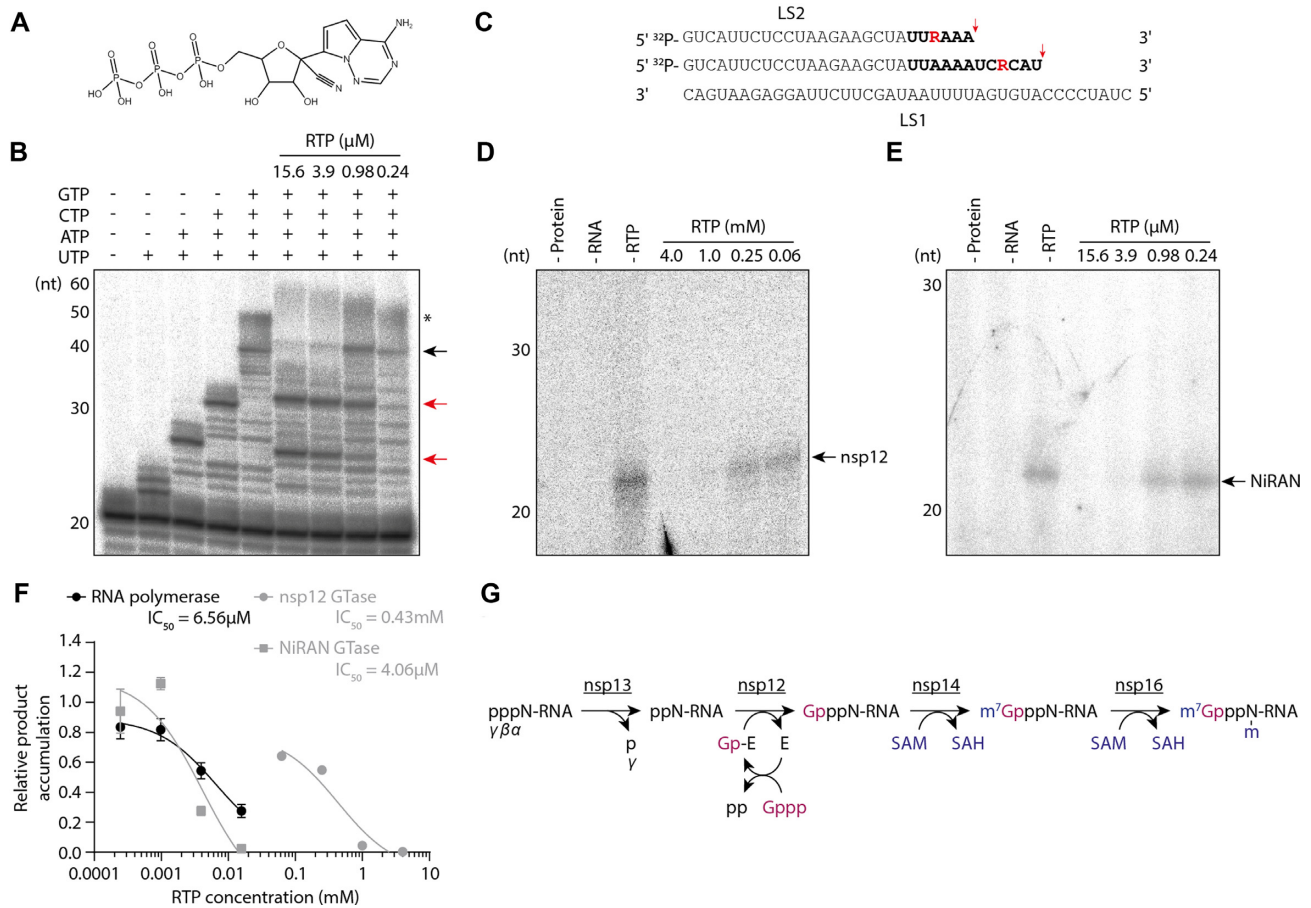 A
O
O
O
NH₂
P
P
P
HO
OH
O
O
OH
OH
O
O
HO
OH
N
N
N
N
B
RTP (μM)
15.6 3.9 0.98 0.24
GTP - - - - + + + + +
CTP - - - + + + + + +
ATP - - + + + + + + +
UTP - + + + + + + + +
(nt)
60
50
*
40
30
20
C
LS2
5' ³²P- GUCAUUCUCCUAAGAAGCUAUURAAA 3'
5' ³²P- GUCAUUCUCCUAAGAAGCUAUUAAAAUCRCAU 3'
3' CAGUAAGAGGAUUCUUCGAUAAUUUUAGUGUACCCCUAUC 5'
LS1
D
- Protein
- RNA
- RTP
RTP (mM)
(nt) 4.0 1.0 0.25 0.06
30
nsp12
20
E
- Protein
- RNA
- RTP
RTP (μM)
(nt) 15.6 3.9 0.98 0.24
30
NiRAN
20
F
RNA polymerase
IC₅₀ = 6.56μM
nsp12 GTase
IC₅₀ = 0.43mM
NiRAN GTase
IC₅₀ = 4.06μM
Relative product
accumulation
1.4
1.2
1.0
0.8
0.6
0.4
0.2
0.0
0.0001 0.001 0.01 0.1 1 10
RTP concentration (mM)
G
nsp13 nsp12 nsp14 nsp16
pppN-RNA ppN-RNA GpppN-RNA m⁷GpppN-RNA m⁷GpppN-RNA
γβα p Gp-E E SAM SAH SAM SAH m
γ
pp Gppp